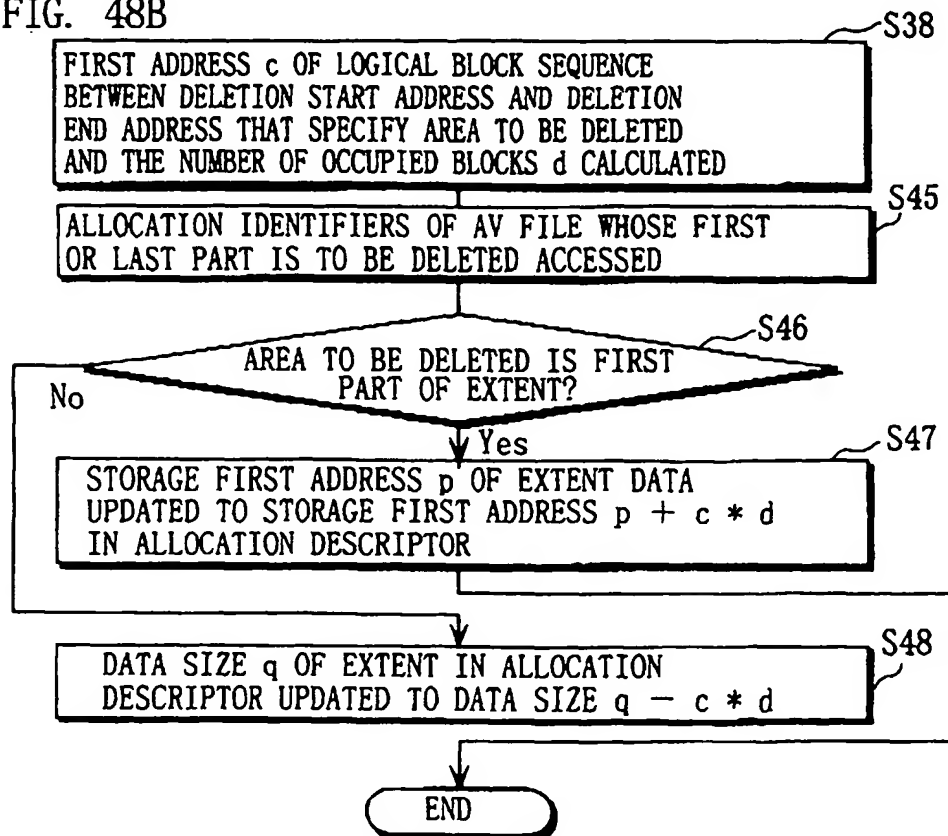 FIG. 48B
S38
FIRST ADDRESS c OF LOGICAL BLOCK SEQUENCE
BETWEEN DELETION START ADDRESS AND DELETION
END ADDRESS THAT SPECIFY AREA TO BE DELETED
AND THE NUMBER OF OCCUPIED BLOCKS d CALCULATED
S45
ALLOCATION IDENTIFIERS OF AV FILE WHOSE FIRST
OR LAST PART IS TO BE DELETED ACCESSED
S46
AREA TO BE DELETED IS FIRST
PART OF EXTENT?
No
Yes
S47
STORAGE FIRST ADDRESS p OF EXTENT DATA
UPDATED TO STORAGE FIRST ADDRESS p + c * d
IN ALLOCATION DESCRIPTOR
S48
DATA SIZE q OF EXTENT IN ALLOCATION
DESCRIPTOR UPDATED TO DATA SIZE q － c * d
END